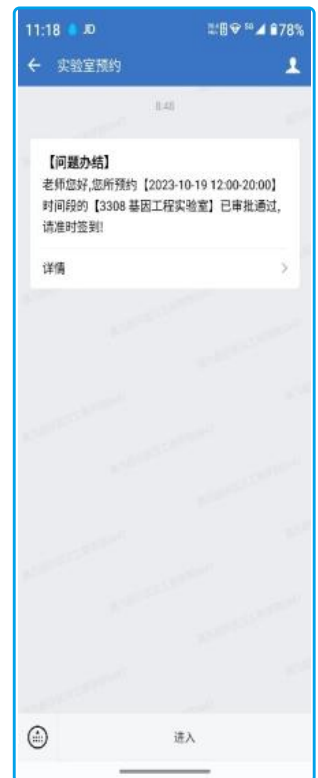 11:18 JD 5G 78%
← 实验室预约
8:48
【问题办结】
老师您好,您所预约【2023-10-19 12:00-20:00】
时间段的【3308 基因工程实验室】已审批通过,
请准时签到!
详情 >
进入